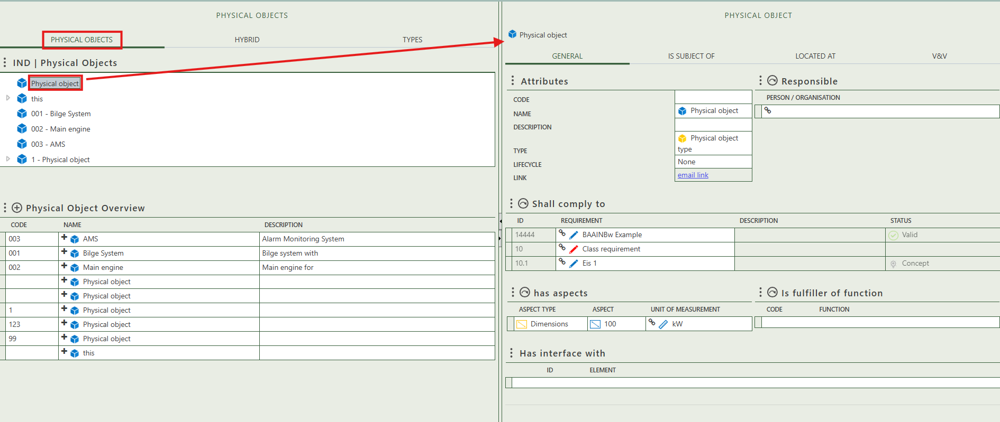 PHYSICAL OBJECTS
PHYSICAL OBJECTS HYBRID TYPES
IND | Physical Objects
Physical object
this
001 - Bilge System
002 - Main engine
003 - AMS
1 - Physical object
Physical Object Overview
CODE NAME DESCRIPTION
003 AMS Alarm Monitoring System
001 Bilge System Bilge system with
002 Main engine Main engine for
Physical object
Physical object
1 Physical object
123 Physical object
99 Physical object
this
PHYSICAL OBJECT
Physical object
GENERAL IS SUBJECT OF LOCATED AT V&V
Attributes
CODE
NAME Physical object
DESCRIPTION
TYPE Physical object
type
LIFECYCLE None
LINK email link
Responsible
PERSON / ORGANISATION
Shall comply to
ID REQUIREMENT DESCRIPTION STATUS
14444 BAAINBw Example Valid
10 Class requirement
10.1 Eis 1 Concept
has aspects
ASPECT TYPE ASPECT UNIT OF MEASUREMENT
Dimensions 100 kW
Is fulfiller of function
CODE FUNCTION
Has interface with
ID ELEMENT